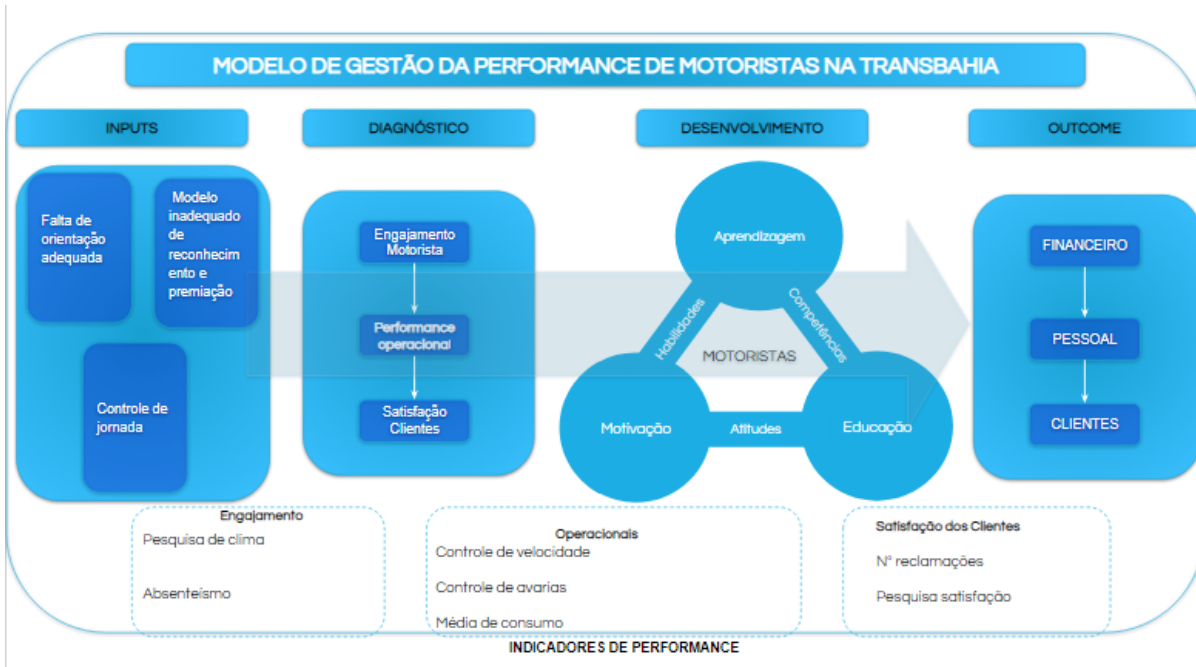 MODELO DE GESTÃO DA PERFORMANCE DE MOTORISTAS NA TRANSBAHIA
INPUTS
DIAGNÓSTICO
DESENVOLVIMENTO
OUTCOME
Falta de
orientação
adequada
Modelo
inadequado
de
reconhecim
ento e
premiação
Controle de
jornada
Engajamento
Motorista
Performance
operacional
Satisfação
Clientes
Aprendizagem
Habilidades
Competências
MOTORISTAS
Motivação
Atitudes
Educação
FINANCEIRO
PESSOAL
CLIENTES
Engajamento
Pesquisa de clima
Absenteísmo
Operacionais
Controle de velocidade
Controle de avarias
Média de consumo
Satisfação dos Clientes
Nº reclamações
Pesquisa satisfação
INDICADORES DE PERFORMANCE